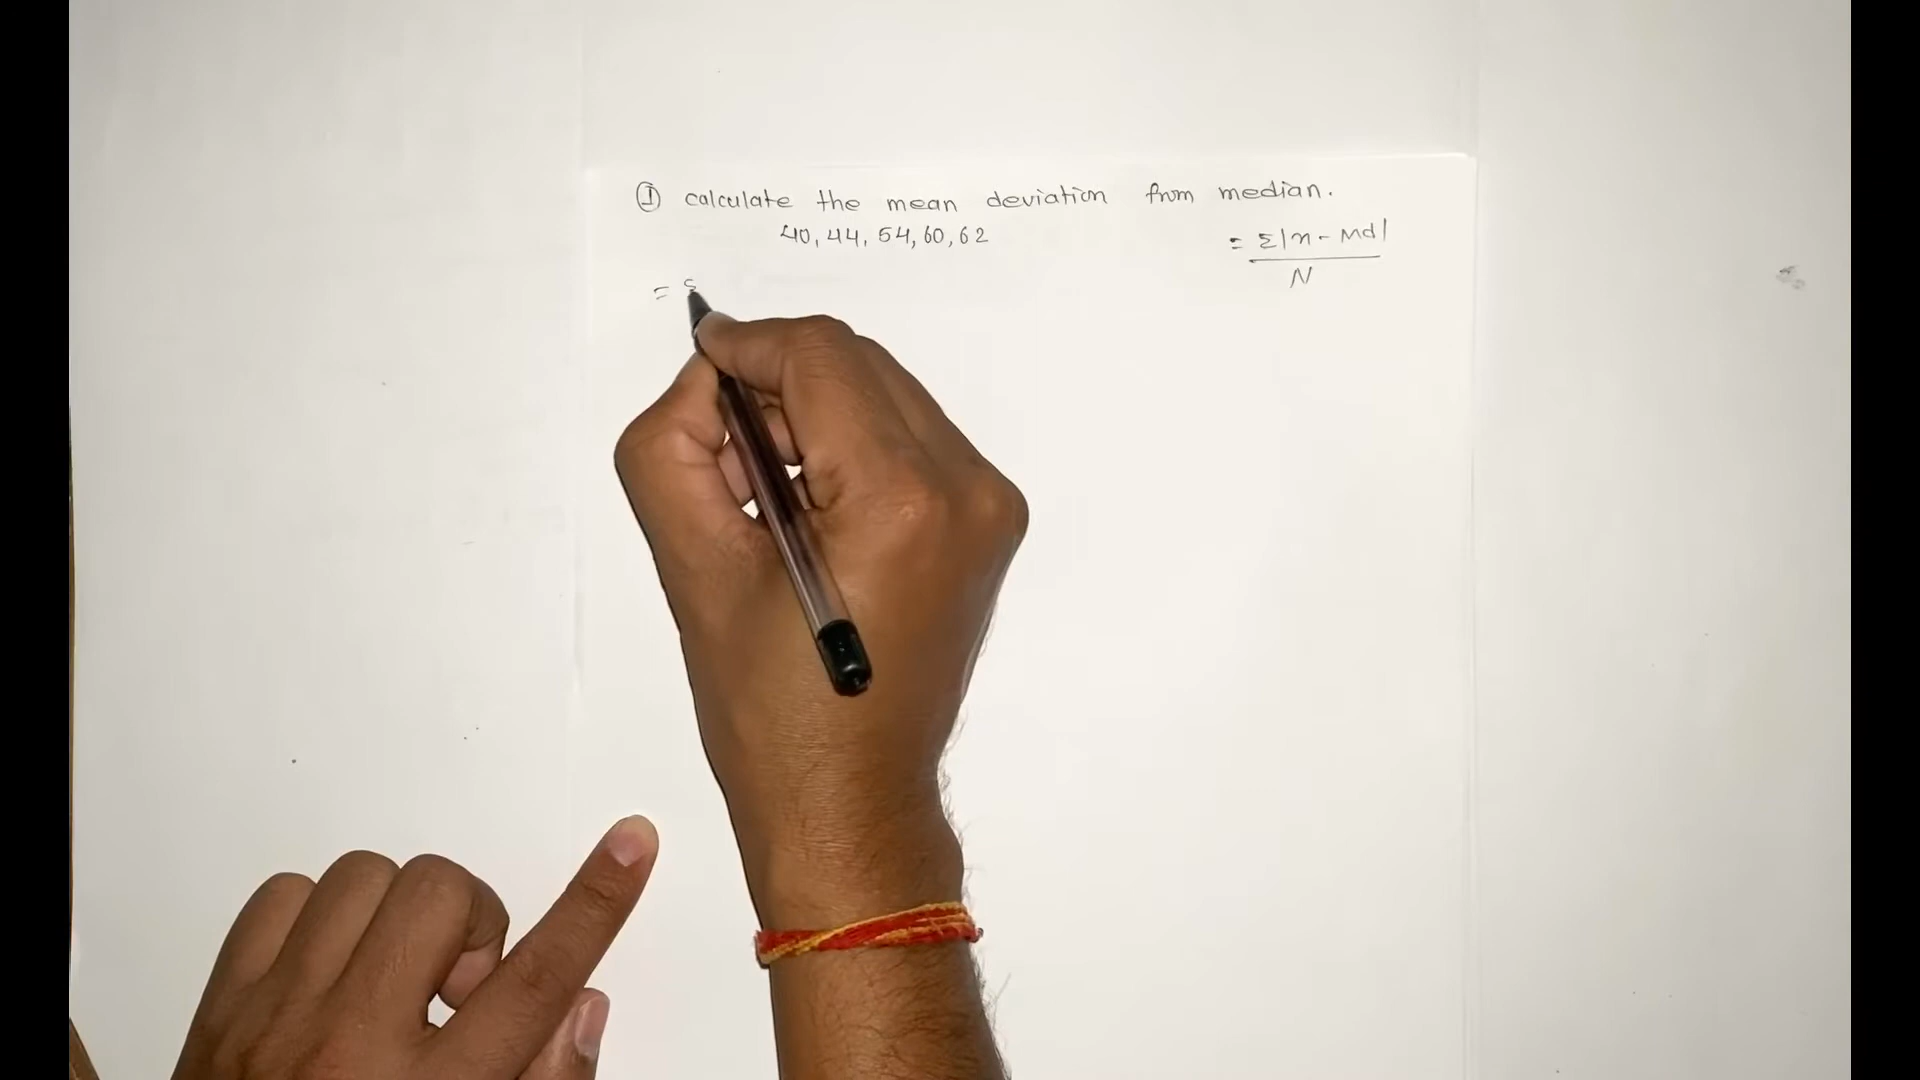 ① calculate the mean deviation from median.
40, 44, 54, 60, 62
= Σ|n - Md|
N
= S